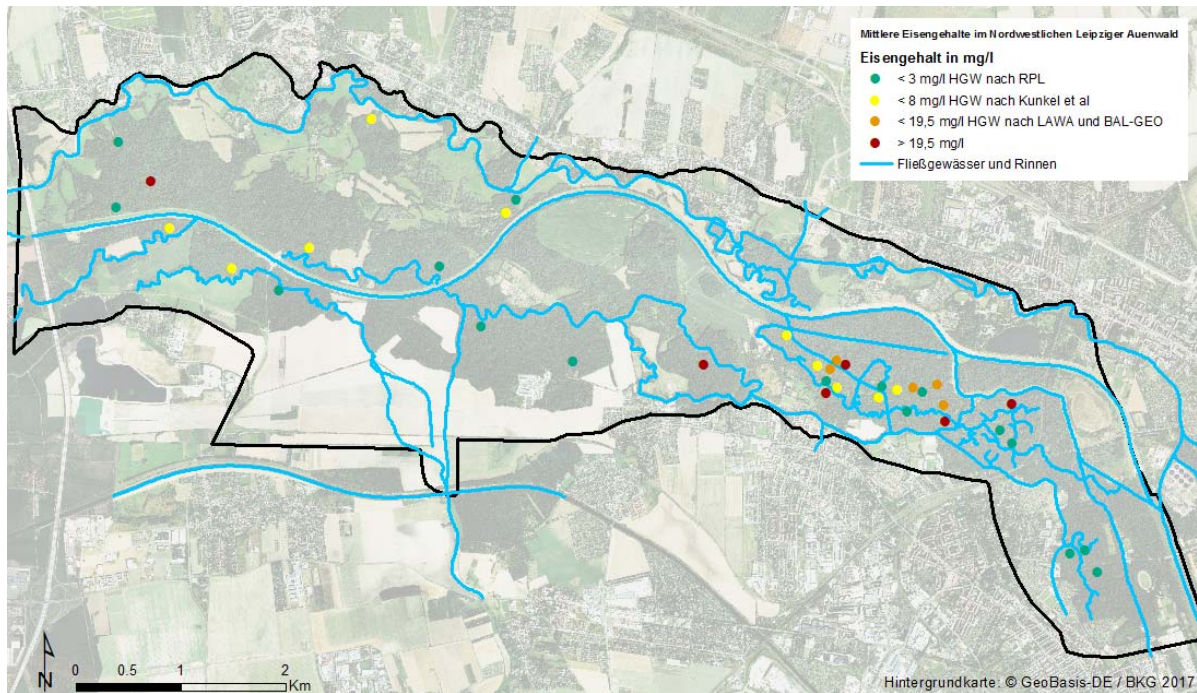 Mittlere Eisengehalte im Nordwestlichen Leipziger Auenwald
Eisengehalt in mg/l
< 3 mg/l HGW nach RPL
< 8 mg/l HGW nach Kunkel et al
< 19,5 mg/l HGW nach LAWA und BAL-GEO
> 19,5 mg/l
Fließgewässer und Rinnen
N
0 0.5 1 2
Km
Hintergrundkarte: © GeoBasis-DE / BKG 2017